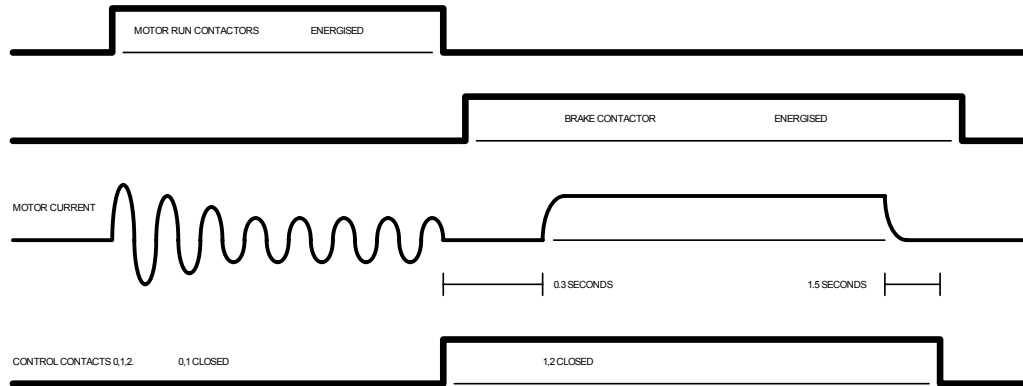 MOTOR RUN CONTACTORS ENERGISED
BRAKE CONTACTOR ENERGISED
MOTOR CURRENT
0.3 SECONDS 1.5 SECONDS
CONTROL CONTACTS 0,1,2. 0,1 CLOSED 1,2 CLOSED